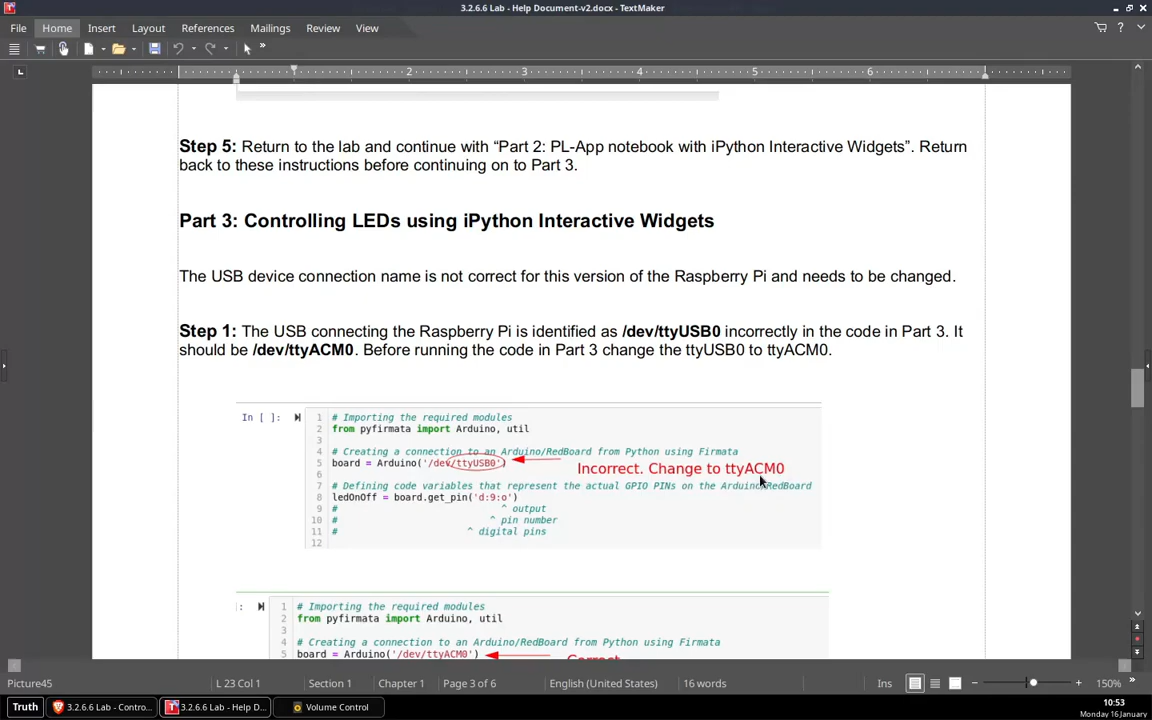 3.2.6.6 Lab - Help Document-v2.docx - TextMaker
File Home Insert Layout References Mailings Review View
2 3 4 5 6
Step 5: Return to the lab and continue with “Part 2: PL-App notebook with iPython Interactive Widgets”. Return
back to these instructions before continuing on to Part 3.
Part 3: Controlling LEDs using iPython Interactive Widgets
The USB device connection name is not correct for this version of the Raspberry Pi and needs to be changed.
Step 1: The USB connecting the Raspberry Pi is identified as /dev/ttyUSB0 incorrectly in the code in Part 3. It
should be /dev/ttyACM0. Before running the code in Part 3 change the ttyUSB0 to ttyACM0.
In [ ]: 1 # Importing the required modules
2 from pyfirmata import Arduino, util
3
4 # Creating a connection to an Arduino/RedBoard from Python using Firmata
5 board = Arduino('/dev/ttyUSB0')
Incorrect. Change to ttyACM0
6
7 # Defining code variables that represent the actual GPIO PINs on the Arduino/RedBoard
8 ledOnOff = board.get_pin('d:9:o')
9 # ^ output
10 # ^ pin number
11 # ^ digital pins
12
: 1 # Importing the required modules
2 from pyfirmata import Arduino, util
3
4 # Creating a connection to an Arduino/RedBoard from Python using Firmata
5 board = Arduino('/dev/ttyACM0')
Correct
Picture45 L 23 Col 1 Section 1 Chapter 1 Page 3 of 6 English (United States) 16 words Ins 150%
Truth 3.2.6.6 Lab - Contro... 3.2.6.6 Lab - Help D... Volume Control 10:53
Monday 16 January